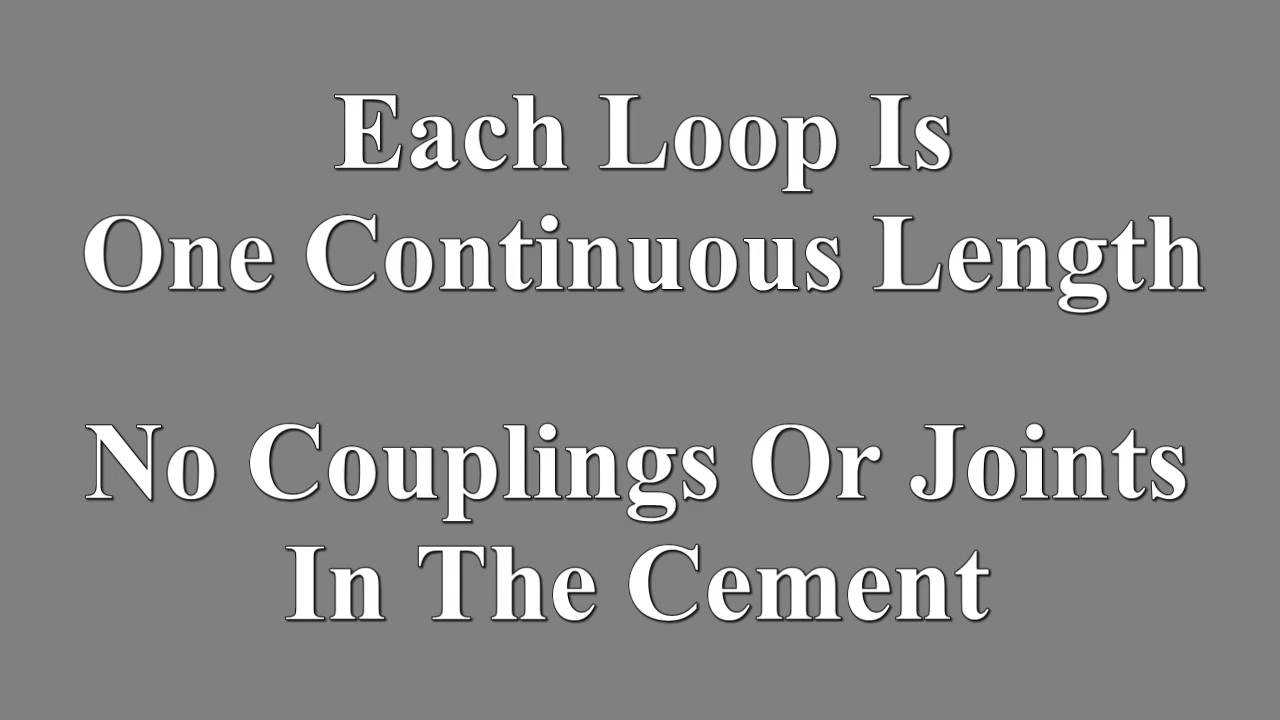 Each Loop Is
One Continuous Length
No Couplings Or Joints
In The Cement